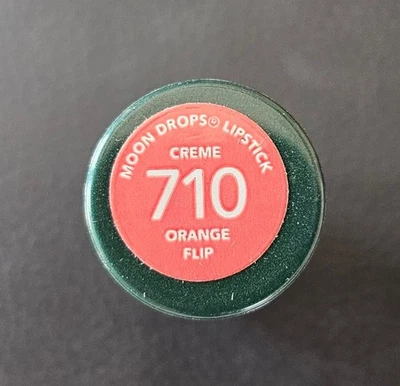 MOON DROPS® LIPSTICK
CREME
710
ORANGE
FLIP